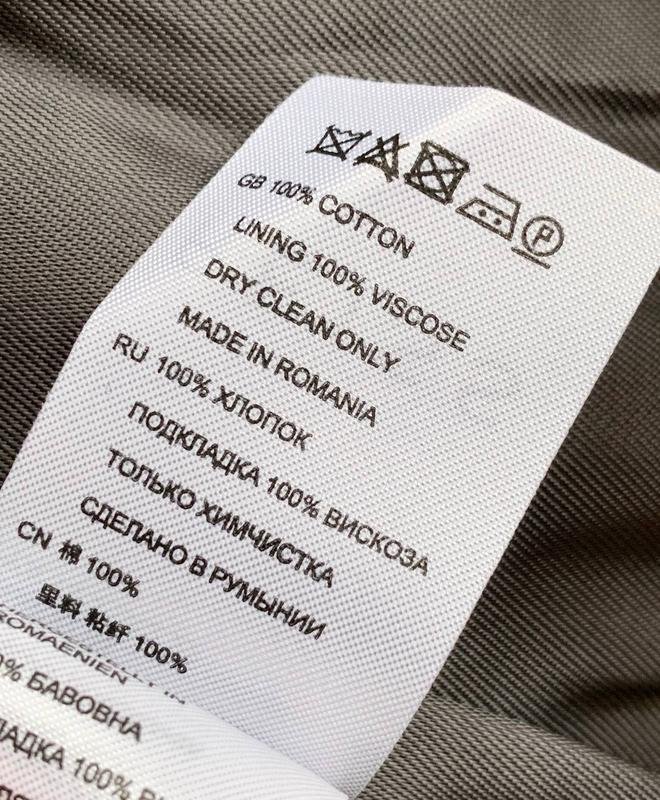 P
GB 100% COTTON
LINING 100% VISCOSE
DRY CLEAN ONLY
MADE IN ROMANIA
RU 100% ХЛОПОК
ПОДКЛАДКА 100% ВИСКОЗА
ТОЛЬКО ХИМЧИСТКА
СДЕЛАНО В РУМЫНИИ
CN 棉 100%
里料 粘纤 100%
БАВОВНА
100%